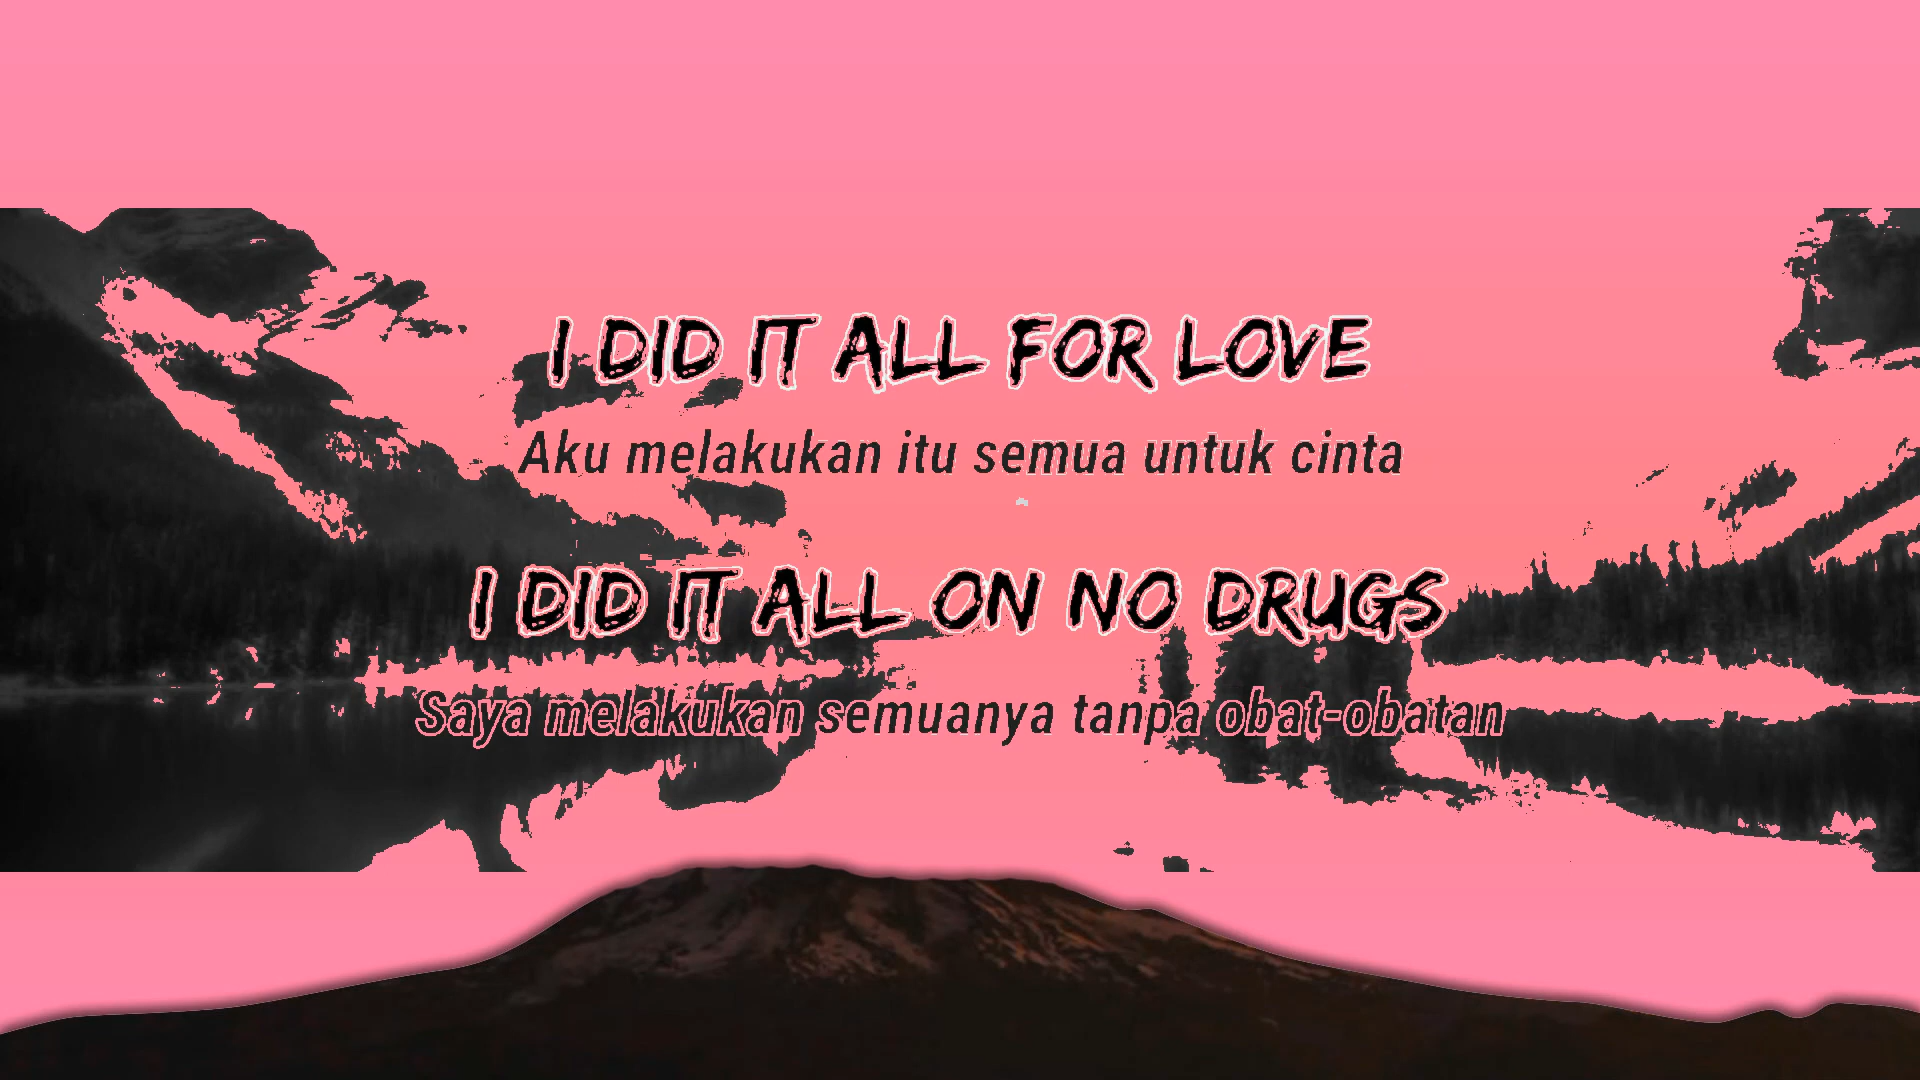 I DID IT ALL FOR LOVE
Aku melakukan itu semua untuk cinta
I DID IT ALL ON NO DRUGS
Saya melakukan semuanya tanpa obat-obatan